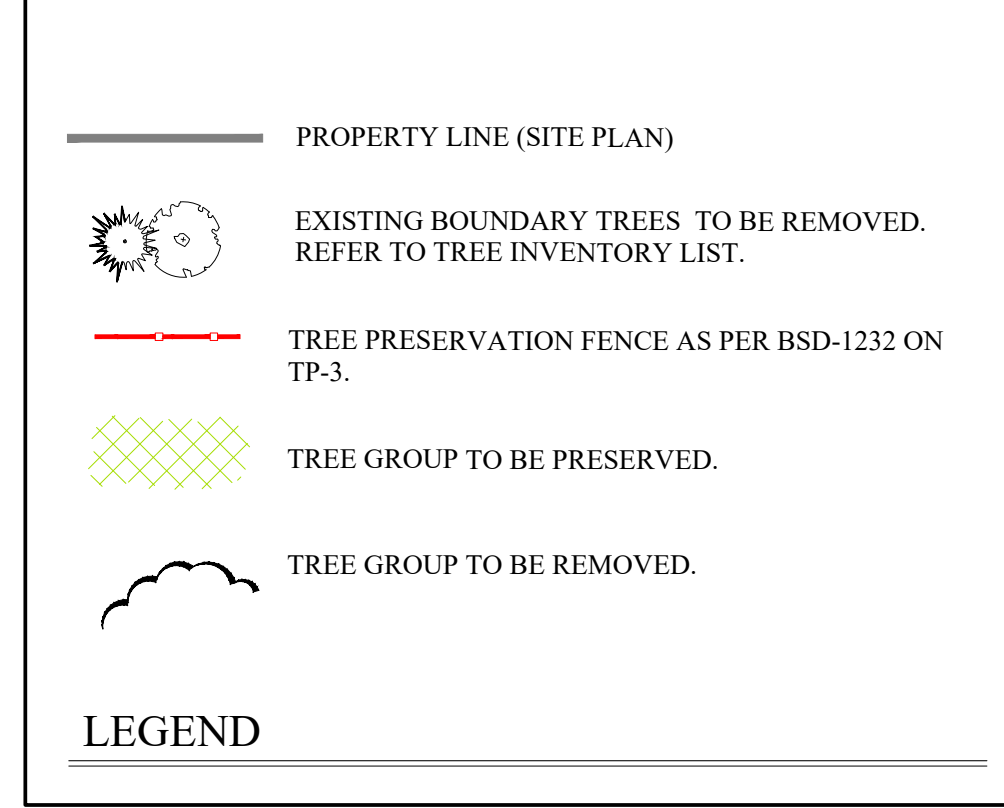 PROPERTY LINE (SITE PLAN)
EXISTING BOUNDARY TREES TO BE REMOVED.
REFER TO TREE INVENTORY LIST.
TREE PRESERVATION FENCE AS PER BSD-1232 ON
TP-3.
TREE GROUP TO BE PRESERVED.
TREE GROUP TO BE REMOVED.
LEGEND